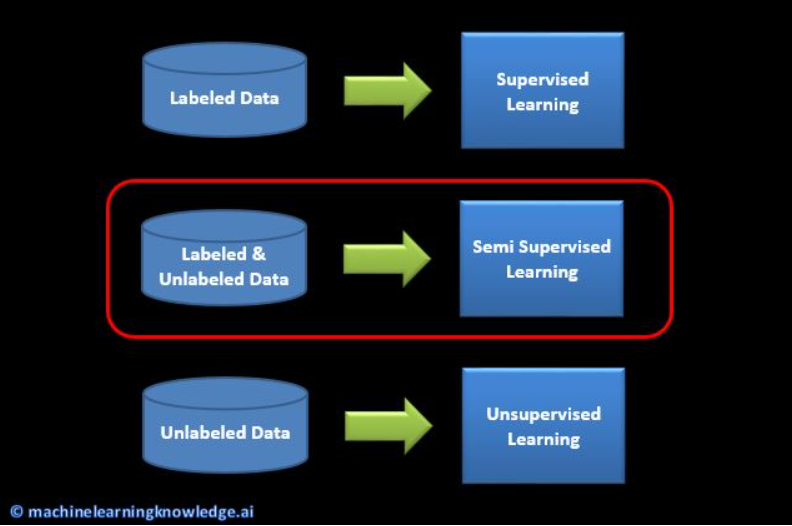 Labeled Data
Supervised
Learning
Labeled &
Unlabeled Data
Semi Supervised
Learning
Unlabeled Data
Unsupervised
Learning
© machinelearningknowledge.ai